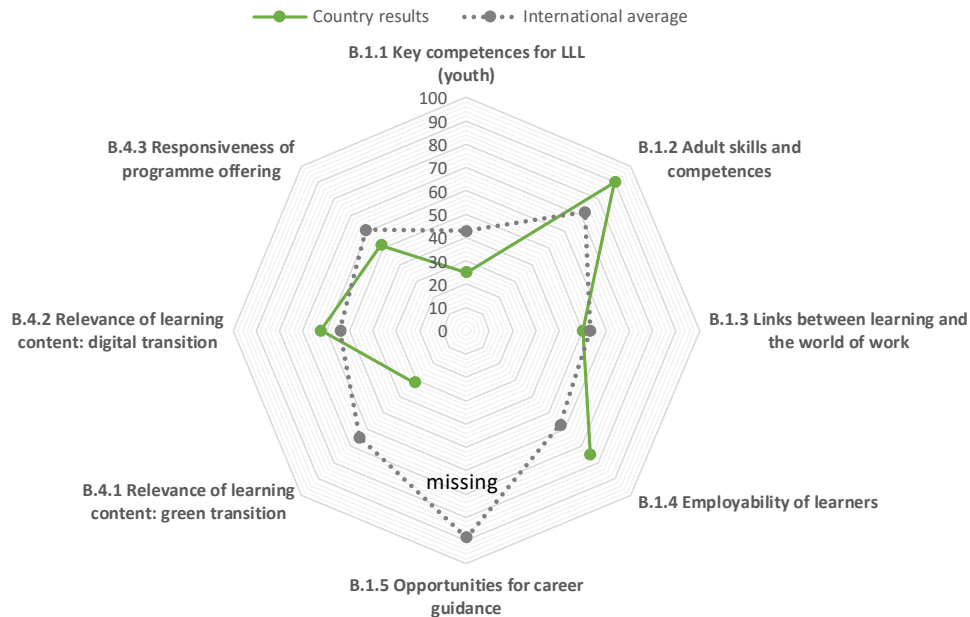 Country results
International average
B.1.1 Key competences for LLL
(youth)
100
90
80
70
60
50
40
30
20
10
0
B.1.2 Adult skills and
competences
B.1.3 Links between learning and
the world of work
B.1.4 Employability of learners
B.1.5 Opportunities for career
guidance
missing
B.4.1 Relevance of learning
content: green transition
B.4.2 Relevance of learning
content: digital transition
B.4.3 Responsiveness of
programme offering